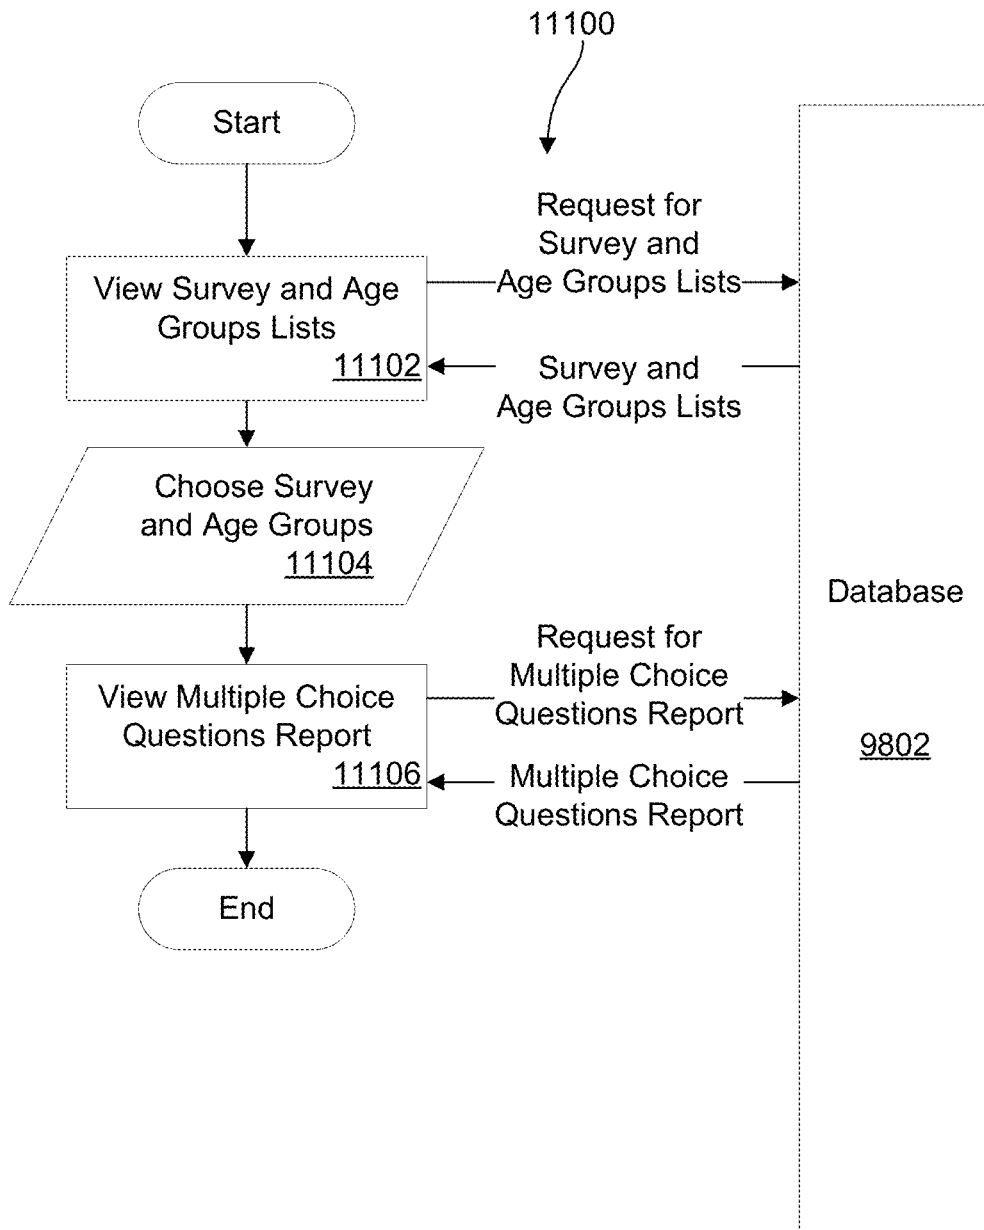 11100
Start
Request for
Survey and
Age Groups Lists
View Survey and Age
Groups Lists
11102
Survey and
Age Groups Lists
Choose Survey
and Age Groups
11104
Database
9802
Request for
Multiple Choice
Questions Report
View Multiple Choice
Questions Report
11106
Multiple Choice
Questions Report
End